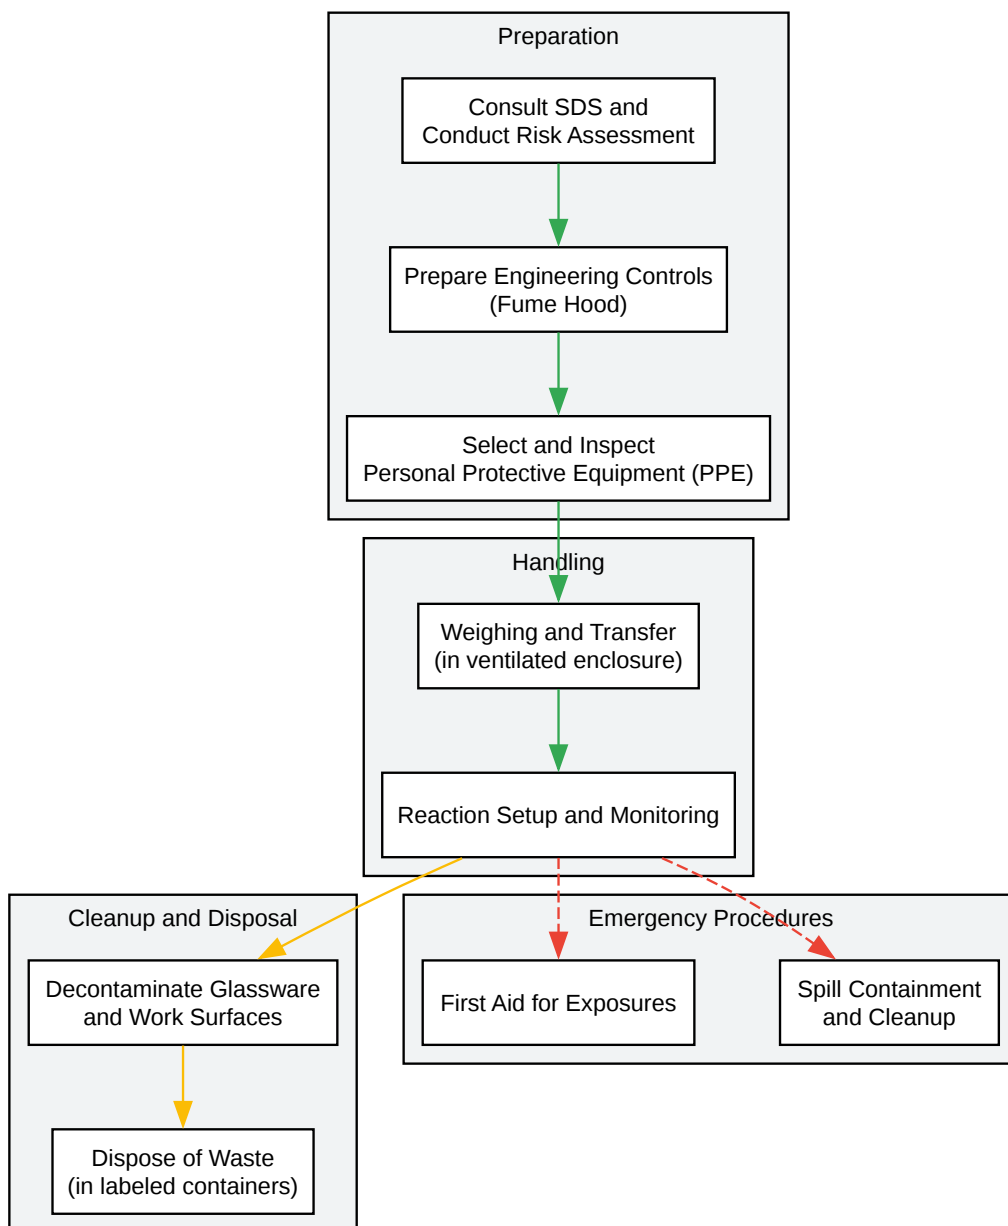 Preparation
Consult SDS and
Conduct Risk Assessment
Prepare Engineering Controls
(Fume Hood)
Select and Inspect
Personal Protective Equipment (PPE)
Handling
Weighing and Transfer
(in ventilated enclosure)
Reaction Setup and Monitoring
Cleanup and Disposal
Decontaminate Glassware
and Work Surfaces
Dispose of Waste
(in labeled containers)
Emergency Procedures
First Aid for Exposures
Spill Containment
and Cleanup